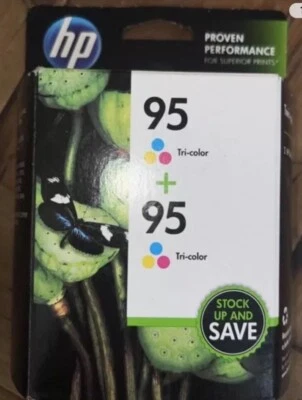 hp
PROVEN
PERFORMANCE
FOR SUPERIOR PRINTS*
95
Tri-color
+
95
Tri-color
STOCK
UP AND
SAVE